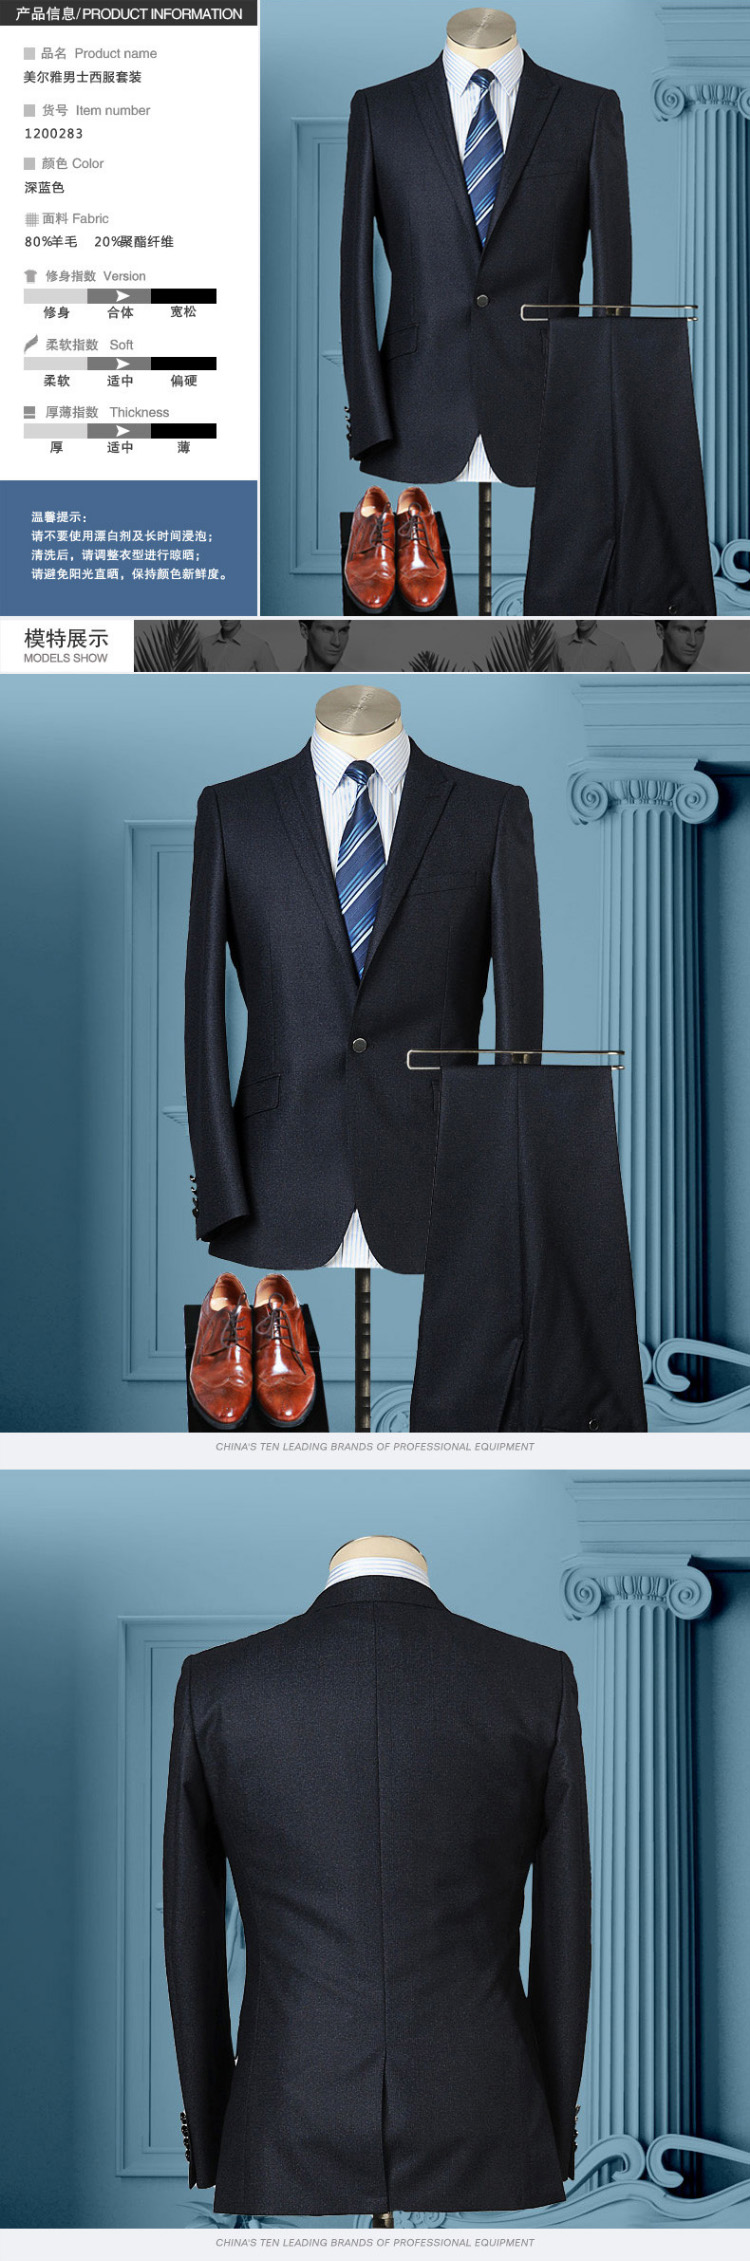 产品信息/PRODUCT INFORMATION
品名 Product name
美尔雅男士西服套装
货号 Item number
1200283
颜色 Color
深蓝色
面料 Fabric
80%羊毛 20%聚酯纤维
修身指数 Version
修身 合体 宽松
柔软指数 Soft
柔软 适中 偏硬
厚薄指数 Thickness
厚 适中 薄
温馨提示:
请不要使用漂白剂及长时间浸泡;
清洗后，请调整衣型进行晾晒;
请避免阳光直晒，保持颜色新鲜度。
模特展示
MODELS SHOW
CHINA'S TEN LEADING BRANDS OF PROFESSIONAL EQUIPMENT
CHINA'S TEN LEADING BRANDS OF PROFESSIONAL EQUIPMENT